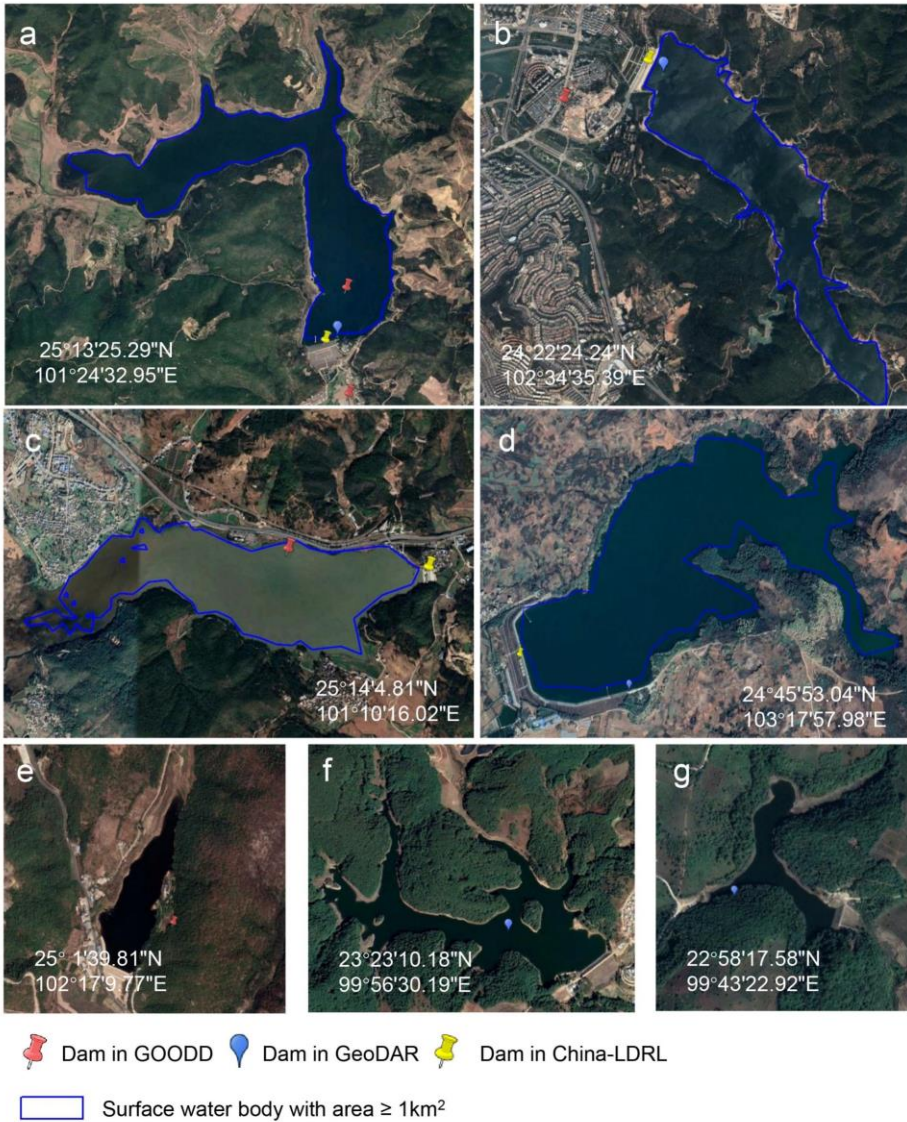 a
b
25°13'25.29"N
101°24'32.95"E
24°22'24.24"N
102°34'35.39"E
c
d
25°14'4.81"N
101°10'16.02"E
24°45'53.04"N
103°17'57.98"E
e
f
g
25° 1'39.81"N
102°17'9.77"E
23°23'10.18"N
99°56'30.19"E
22°58'17.58"N
99°43'22.92"E
Dam in GOODD
Dam in GeoDAR
Dam in China-LDRL
Surface water body with area ≥ 1km²